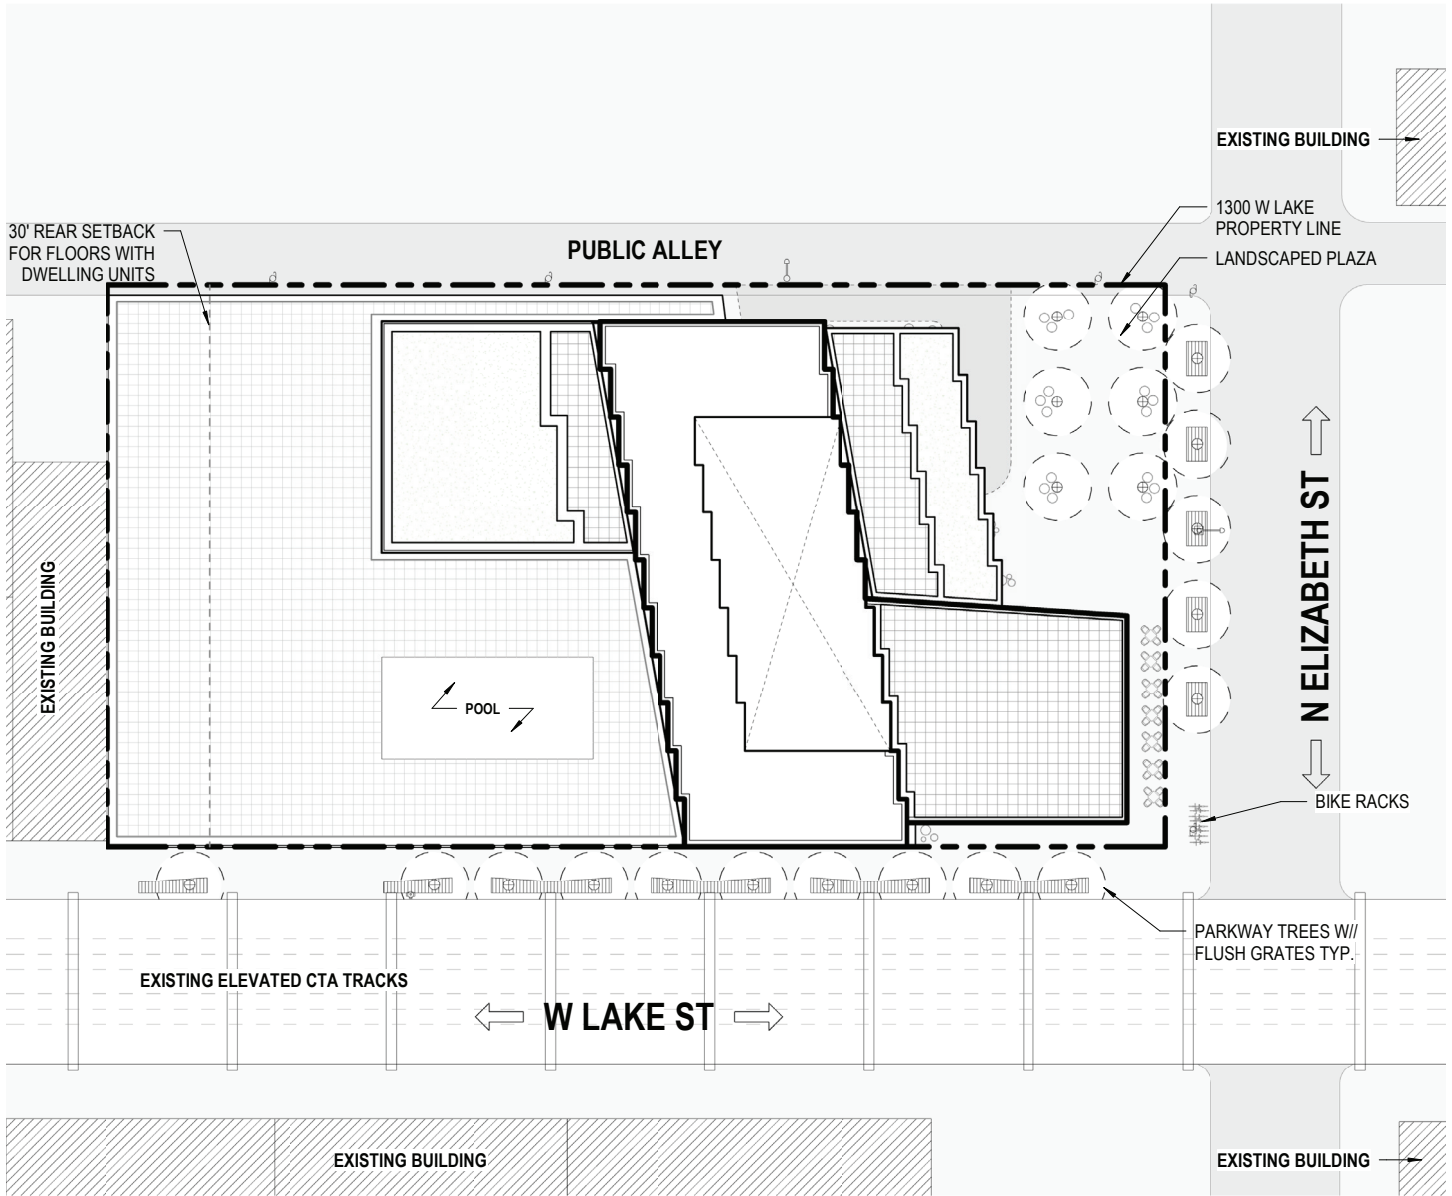 EXISTING BUILDING
1300 W LAKE
PROPERTY LINE
30' REAR SETBACK
FOR FLOORS WITH
DWELLING UNITS
PUBLIC ALLEY
LANDSCAPED PLAZA
N ELIZABETH ST
EXISTING BUILDING
POOL
BIKE RACKS
PARKWAY TREES W//
FLUSH GRATES TYP.
EXISTING ELEVATED CTA TRACKS
W LAKE ST
EXISTING BUILDING
EXISTING BUILDING